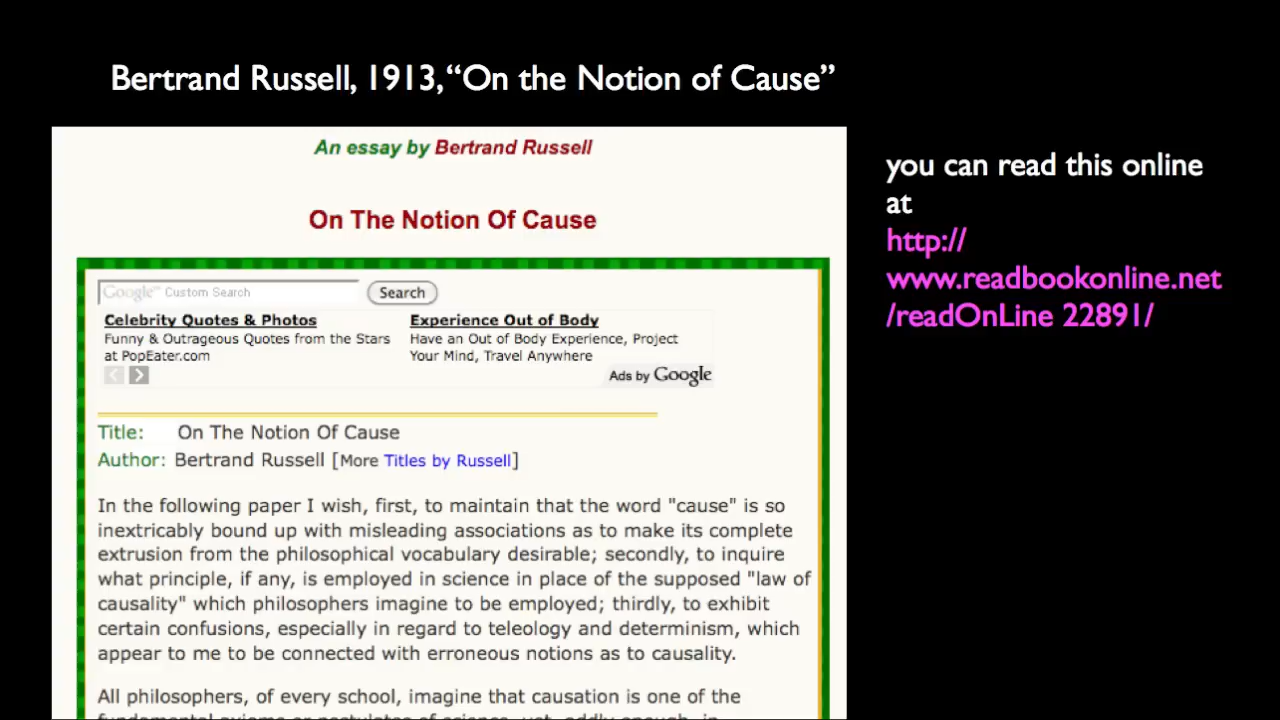 Bertrand Russell, 1913, “On the Notion of Cause”
An essay by Bertrand Russell
On The Notion Of Cause
Google™ Custom Search Search
Celebrity Quotes & Photos
Funny & Outrageous Quotes from the Stars
at PopEater.com
Experience Out of Body
Have an Out of Body Experience, Project
Your Mind, Travel Anywhere
Ads by Google
Title: On The Notion Of Cause
Author: Bertrand Russell [More Titles by Russell]
In the following paper I wish, first, to maintain that the word "cause" is so
inextricably bound up with misleading associations as to make its complete
extrusion from the philosophical vocabulary desirable; secondly, to inquire
what principle, if any, is employed in science in place of the supposed "law of
causality" which philosophers imagine to be employed; thirdly, to exhibit
certain confusions, especially in regard to teleology and determinism, which
appear to me to be connected with erroneous notions as to causality.
All philosophers, of every school, imagine that causation is one of the
you can read this online
at
http://
www.readbookonline.net
/readOnLine 22891/